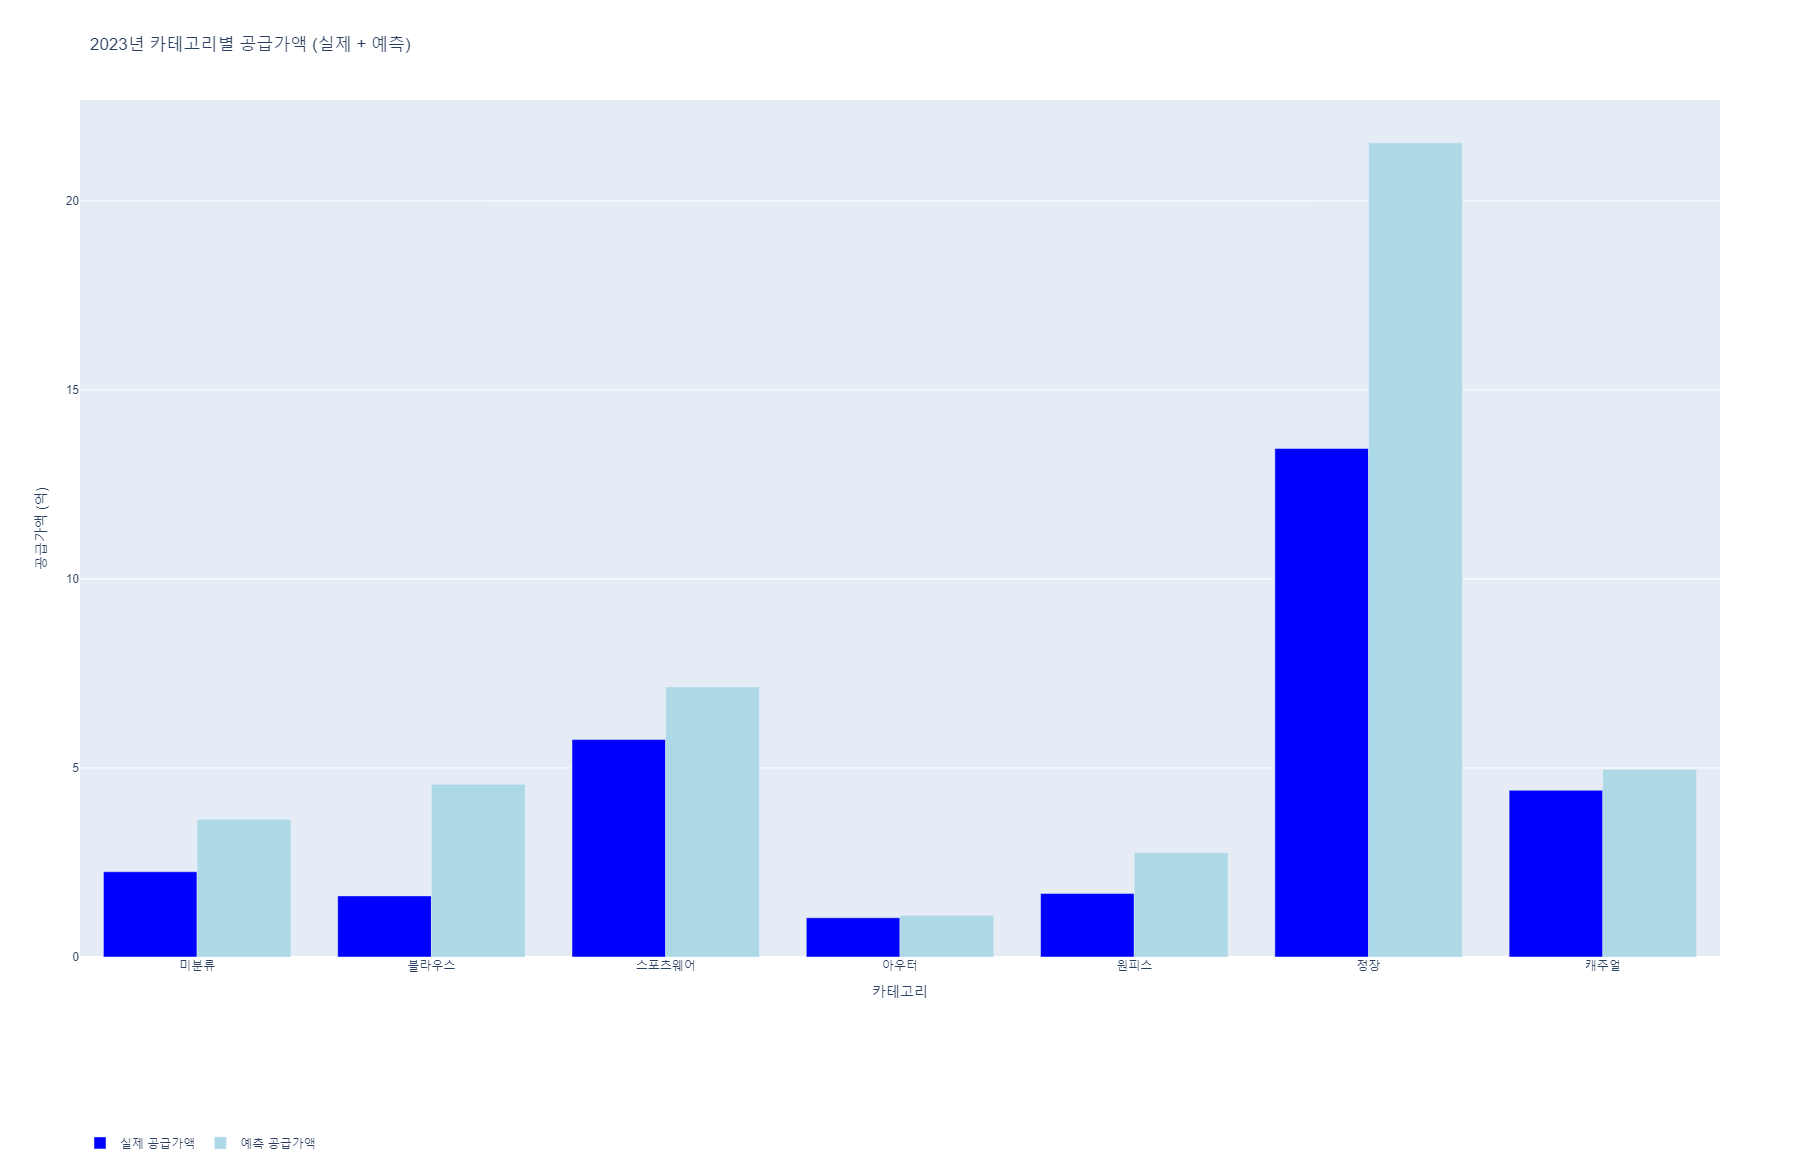 2023년 카테고리별 공급가액 (실제 + 예측)
공급가액 (억)
20
15
10
5
0
미분류
블라우스
스포츠웨어
아우터
원피스
정장
캐주얼
카테고리
실제 공급가액
예측 공급가액